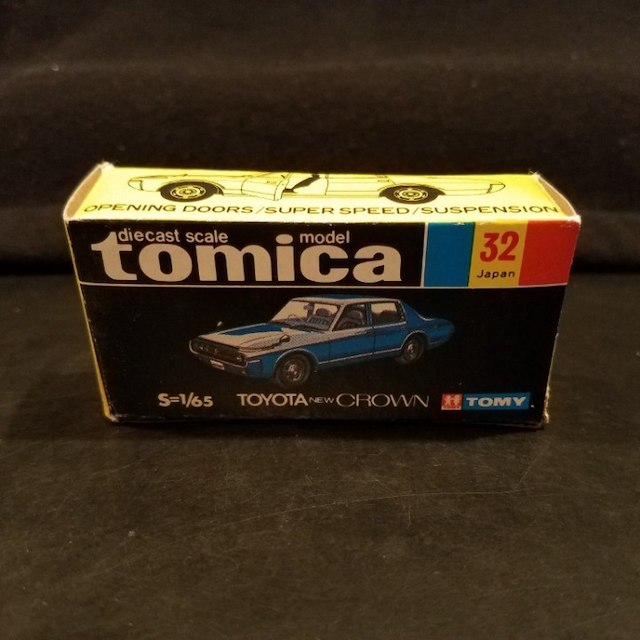 OPENING DOORS/SUPER SPEED/SUSPENSION
diecast scale model
tomica
32
Japan
S=1/65 TOYOTA NEW CROWN TOMY